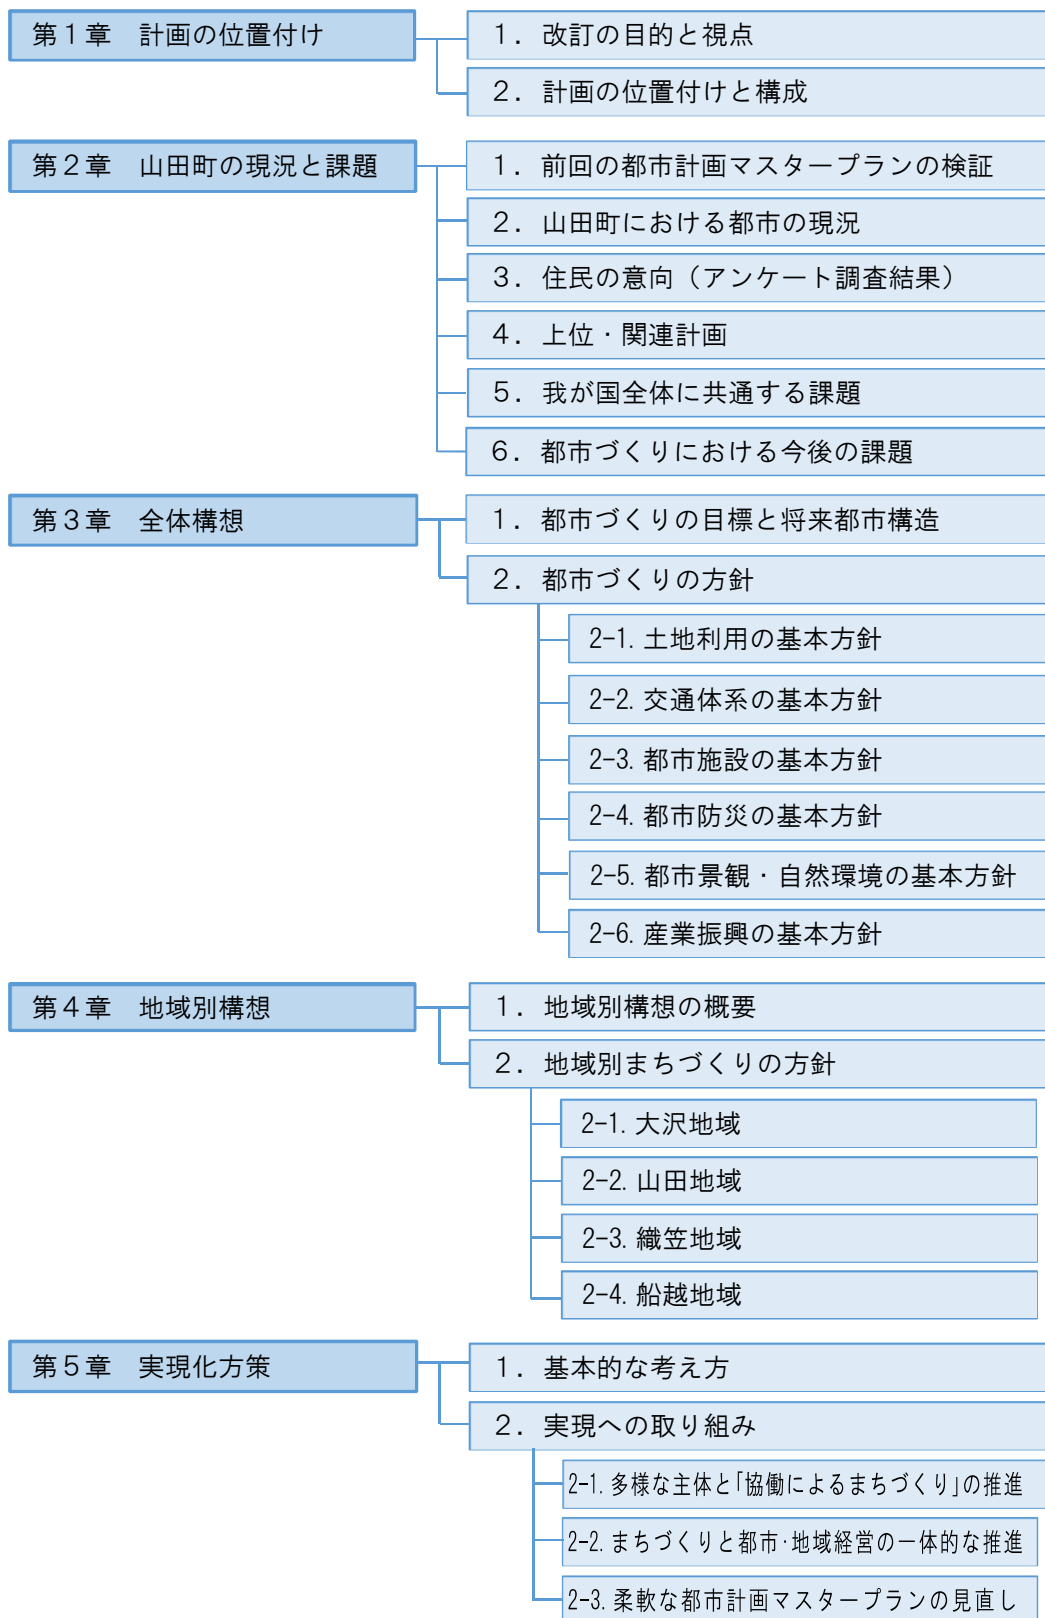 第１章　計画の位置付け
１．改訂の目的と視点
２．計画の位置付けと構成
第２章　山田町の現況と課題
１．前回の都市計画マスタープランの検証
２．山田町における都市の現況
３．住民の意向（アンケート調査結果）
４．上位・関連計画
５．我が国全体に共通する課題
６．都市づくりにおける今後の課題
第３章　全体構想
１．都市づくりの目標と将来都市構造
２．都市づくりの方針
2-1.土地利用の基本方針
2-2.交通体系の基本方針
2-3.都市施設の基本方針
2-4.都市防災の基本方針
2-5.都市景観・自然環境の基本方針
2-6.産業振興の基本方針
第４章　地域別構想
１．地域別構想の概要
２．地域別まちづくりの方針
2-1.大沢地域
2-2.山田地域
2-3.織笠地域
2-4.船越地域
第５章　実現化方策
１．基本的な考え方
２．実現への取り組み
2-1.多様な主体と｢協働によるまちづくり｣の推進
2-2.まちづくりと都市･地域経営の一体的な推進
2-3.柔軟な都市計画マスタープランの見直し